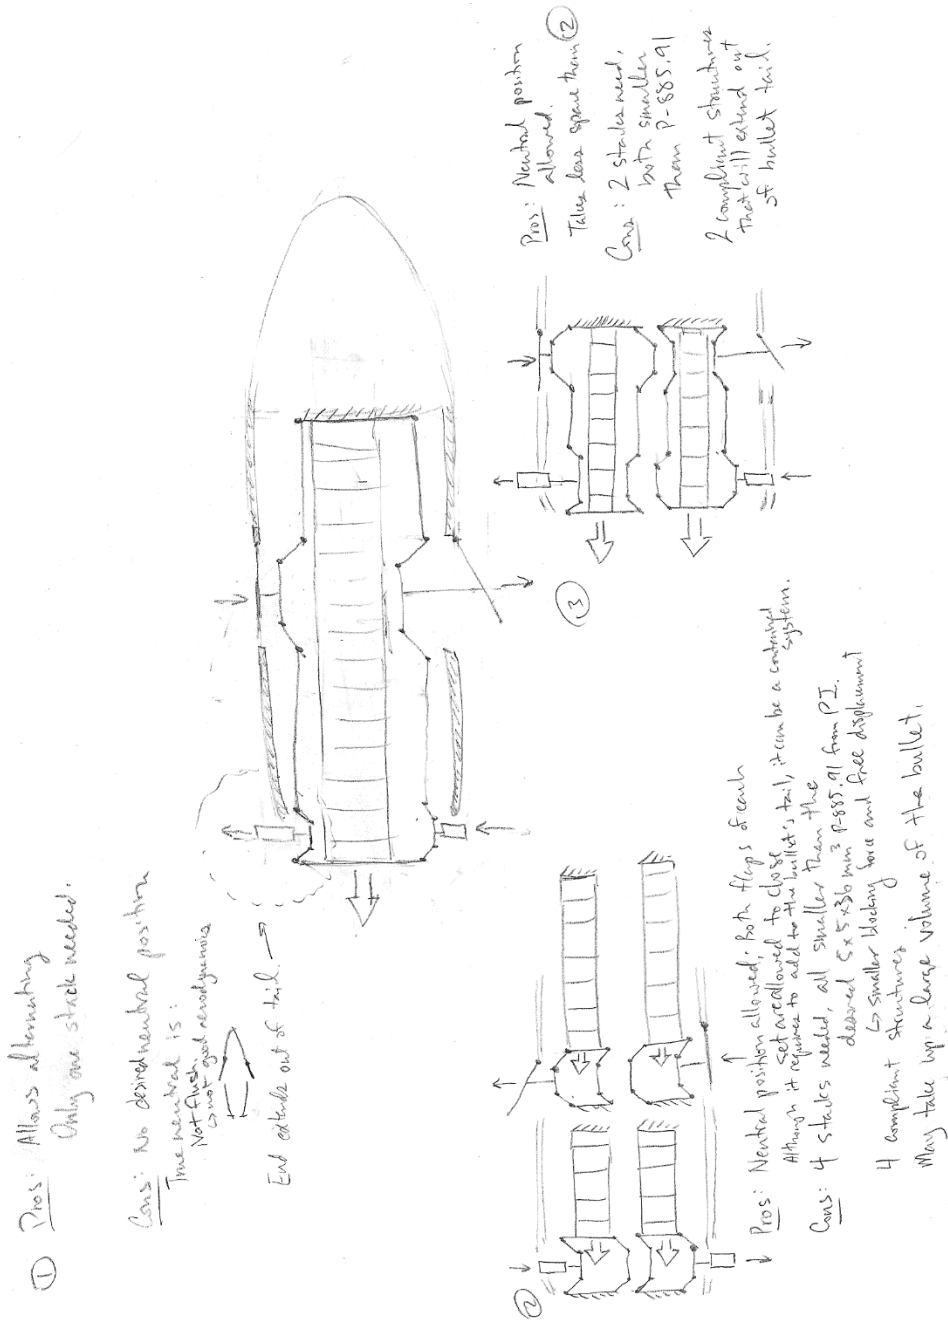 ①
Pros: Allows alternating
Only one stack needed.
Cons: No desired neutral position
True neutral is:
Not flush
↳ not good aerodynamics
End extends out of tail. →
②
Pros: Neutral position allowed; Both flaps of each
set are allowed to close
Although it requires to add to the bullet's tail, it can be a contained
system.
Cons: 4 stacks needed, all smaller than the
desired 5x5x36 mm³ P-885.91 from PI.
↳ smaller blocking force and free displacement
4 compliant structures
May take up a large volume of the bullet.
③
Pros: Neutral position
allowed.
Takes less space than ②
Cons: 2 stacks need,
both smaller
than P-885.91
2 compliant structures
that will extend out
of bullet tail.